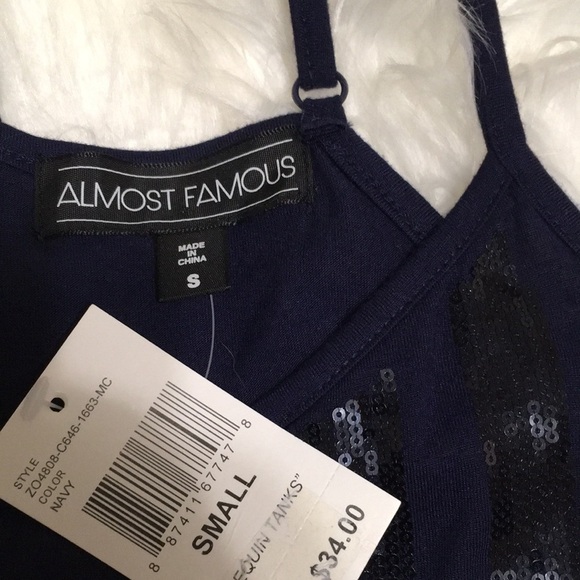 ALMOST FAMOUS
MADE
IN
CHINA
S
STYLE
ZO4808-C646-1663-MC
COLOR
NAVY
8 87411 67747 8
SMALL
EQUIN TANKS"
$34.00